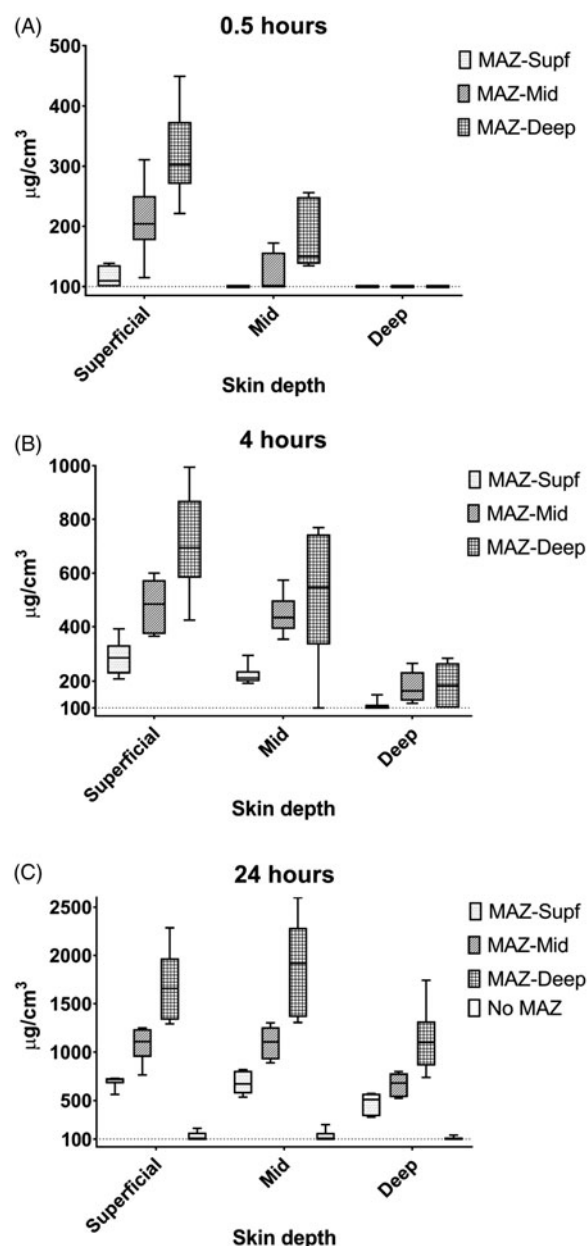 (A)
0.5 hours
500
400
300
200
100
µg/cm³
MAZ-Supf
MAZ-Mid
MAZ-Deep
Superficial
Mid
Deep
Skin depth
(B)
4 hours
1000
800
600
400
200
100
µg/cm³
MAZ-Supf
MAZ-Mid
MAZ-Deep
Superficial
Mid
Deep
Skin depth
(C)
24 hours
2500
2000
1500
1000
500
100
µg/cm³
MAZ-Supf
MAZ-Mid
MAZ-Deep
No MAZ
Superficial
Mid
Deep
Skin depth